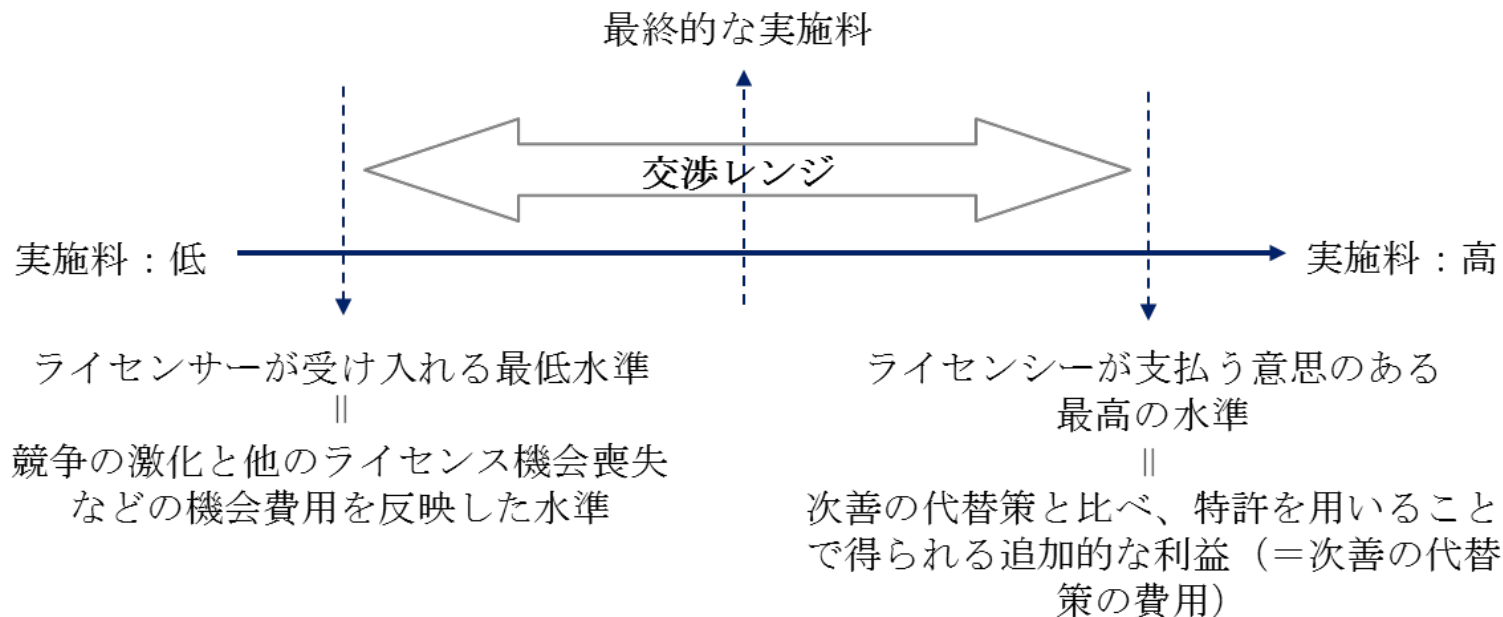 最終的な実施料
交渉レンジ
実施料：低
実施料：高
ライセンサーが受け入れる最低水準
||
競争の激化と他のライセンス機会喪失
などの機会費用を反映した水準
ライセンシーが支払う意思のある
最高の水準
||
次善の代替策と比べ、特許を用いること
で得られる追加的な利益（＝次善の代替
策の費用）